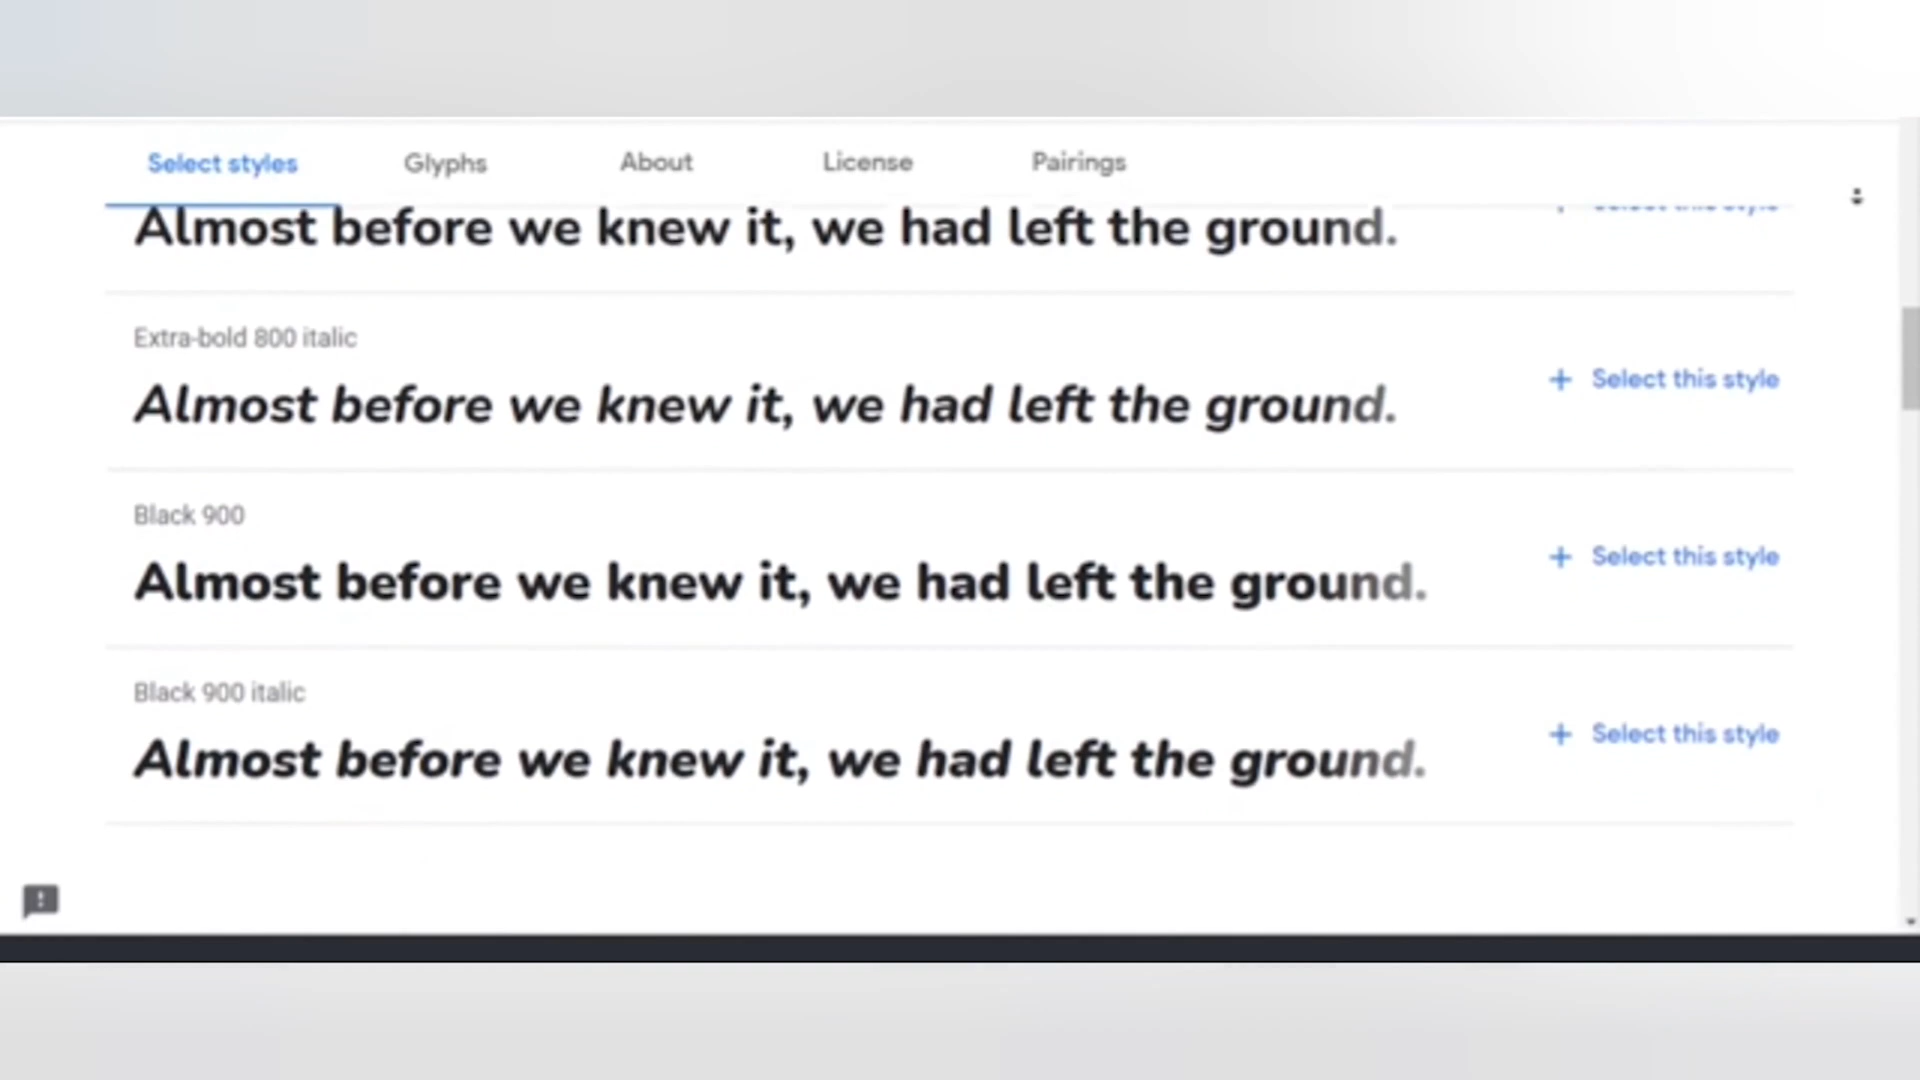 Select styles Glyphs About License Pairings
Almost before we knew it, we had left the ground.
Extra-bold 800 italic
Almost before we knew it, we had left the ground.
+ Select this style
Black 900
Almost before we knew it, we had left the ground.
+ Select this style
Black 900 italic
Almost before we knew it, we had left the ground.
+ Select this style